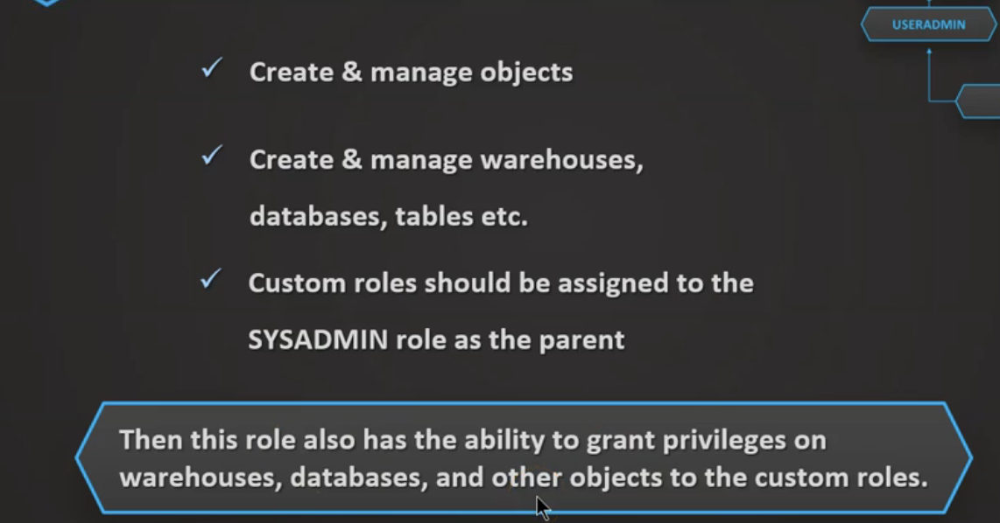 USERADMIN
Create & manage objects
Create & manage warehouses,
databases, tables etc.
Custom roles should be assigned to the
SYSADMIN role as the parent
Then this role also has the ability to grant privileges on
warehouses, databases, and other objects to the custom roles.